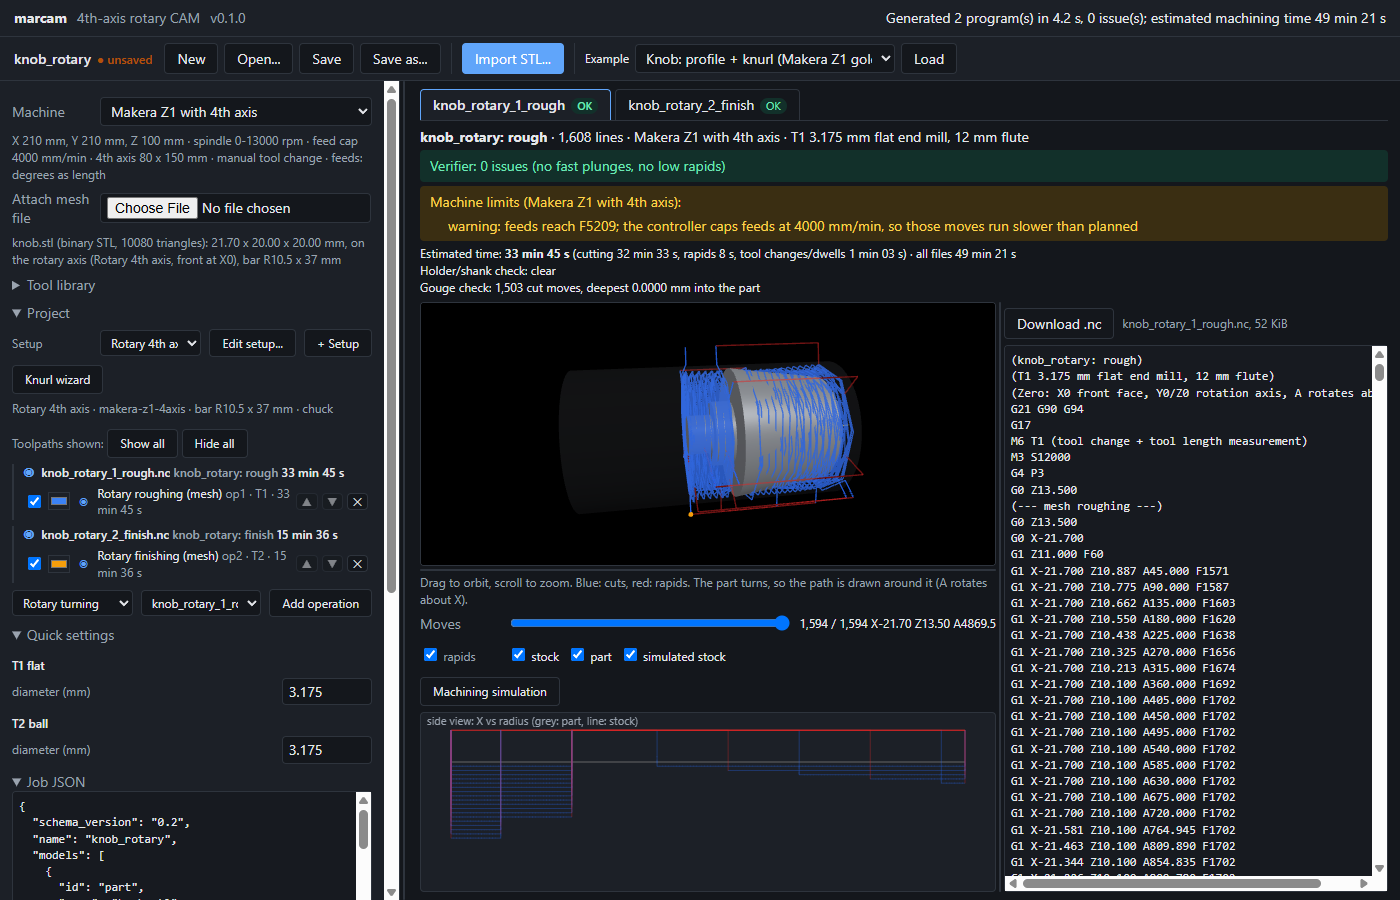 marcam 4th-axis rotary CAM v0.1.0
Generated 2 program(s) in 4.2 s, 0 issue(s); estimated machining time 49 min 21 s
knob_rotary • unsaved New Open... Save Save as... Import STL... Example Knob: profile + knurl (Makera Z1 gol Load
Machine Makera Z1 with 4th axis
X 210 mm, Y 210 mm, Z 100 mm · spindle 0-13000 rpm · feed cap
4000 mm/min · 4th axis 80 x 150 mm · manual tool change · feeds:
degrees as length
Attach mesh file Choose File No file chosen
knob.stl (binary STL, 10080 triangles): 21.70 x 20.00 x 20.00 mm, on
the rotary axis (Rotary 4th axis, front at X0), bar R10.5 x 37 mm
▶ Tool library
▼ Project
Setup Rotary 4th a Edit setup... + Setup
Knurl wizard
Rotary 4th axis · makera-z1-4axis · bar R10.5 x 37 mm · chuck
Toolpaths shown: Show all Hide all
knob_rotary_1_rough.nc knob_rotary: rough 33 min 45 s
Rotary roughing (mesh) op1 · T1 · 33
min 45 s
knob_rotary_2_finish.nc knob_rotary: finish 15 min 36 s
Rotary finishing (mesh) op2 · T2 · 15
min 36 s
Rotary turning knob_rotary_1_r Add operation
▼ Quick settings
T1 flat
diameter (mm) 3.175
T2 ball
diameter (mm) 3.175
▼ Job JSON
{
"schema_version": "0.2",
"name": "knob_rotary",
"models": [
{
"id": "part",
knob_rotary_1_rough OK knob_rotary_2_finish OK
knob_rotary: rough · 1,608 lines · Makera Z1 with 4th axis · T1 3.175 mm flat end mill, 12 mm flute
Verifier: 0 issues (no fast plunges, no low rapids)
Machine limits (Makera Z1 with 4th axis):
warning: feeds reach F5209; the controller caps feeds at 4000 mm/min, so those moves run slower than planned
Estimated time: 33 min 45 s (cutting 32 min 33 s, rapids 8 s, tool changes/dwells 1 min 03 s) · all files 49 min 21 s
Holder/shank check: clear
Gouge check: 1,503 cut moves, deepest 0.0000 mm into the part
Drag to orbit, scroll to zoom. Blue: cuts, red: rapids. The part turns, so the path is drawn around it (A rotates
about X).
Moves 1,594 / 1,594 X-21.70 Z13.50 A4869.5
rapids stock part simulated stock
Machining simulation
side view: X vs radius (grey: part, line: stock)
Download .nc knob_rotary_1_rough.nc, 52 KiB
(knob_rotary: rough)
(T1 3.175 mm flat end mill, 12 mm flute)
(Zero: X0 front face, Y0/Z0 rotation axis, A rotates ab
G21 G90 G94
G17
M6 T1 (tool change + tool length measurement)
M3 S12000
G4 P3
G0 Z13.500
(--- mesh roughing ---)
G0 Z13.500
G0 X-21.700
G1 Z11.000 F60
G1 X-21.700 Z10.887 A45.000 F1571
G1 X-21.700 Z10.775 A90.000 F1587
G1 X-21.700 Z10.662 A135.000 F1603
G1 X-21.700 Z10.550 A180.000 F1620
G1 X-21.700 Z10.438 A225.000 F1638
G1 X-21.700 Z10.325 A270.000 F1656
G1 X-21.700 Z10.213 A315.000 F1674
G1 X-21.700 Z10.100 A360.000 F1692
G1 X-21.700 Z10.100 A405.000 F1702
G1 X-21.700 Z10.100 A450.000 F1702
G1 X-21.700 Z10.100 A495.000 F1702
G1 X-21.700 Z10.100 A540.000 F1702
G1 X-21.700 Z10.100 A585.000 F1702
G1 X-21.700 Z10.100 A630.000 F1702
G1 X-21.700 Z10.100 A675.000 F1702
G1 X-21.700 Z10.100 A720.000 F1702
G1 X-21.581 Z10.100 A764.945 F1702
G1 X-21.463 Z10.100 A809.890 F1702
G1 X-21.344 Z10.100 A854.835 F1702